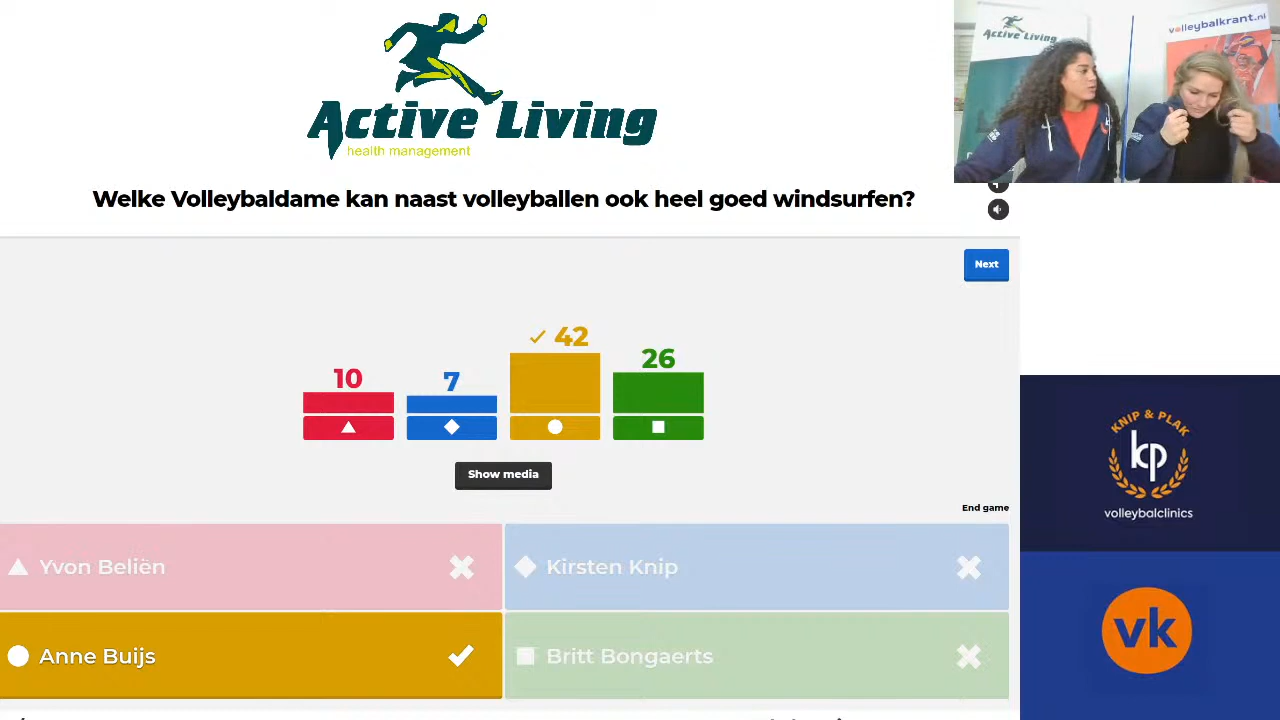 Active Living
health management
Active Living
volleybalkrant.nl
Welke Volleybaldame kan naast volleyballen ook heel goed windsurfen?
Next
10
7
42
26
Show media
End game
Yvon Beliën
Kirsten Knip
Anne Buijs
Britt Bongaerts
KNIP & PLAK
kp
volleybalclinics
vk